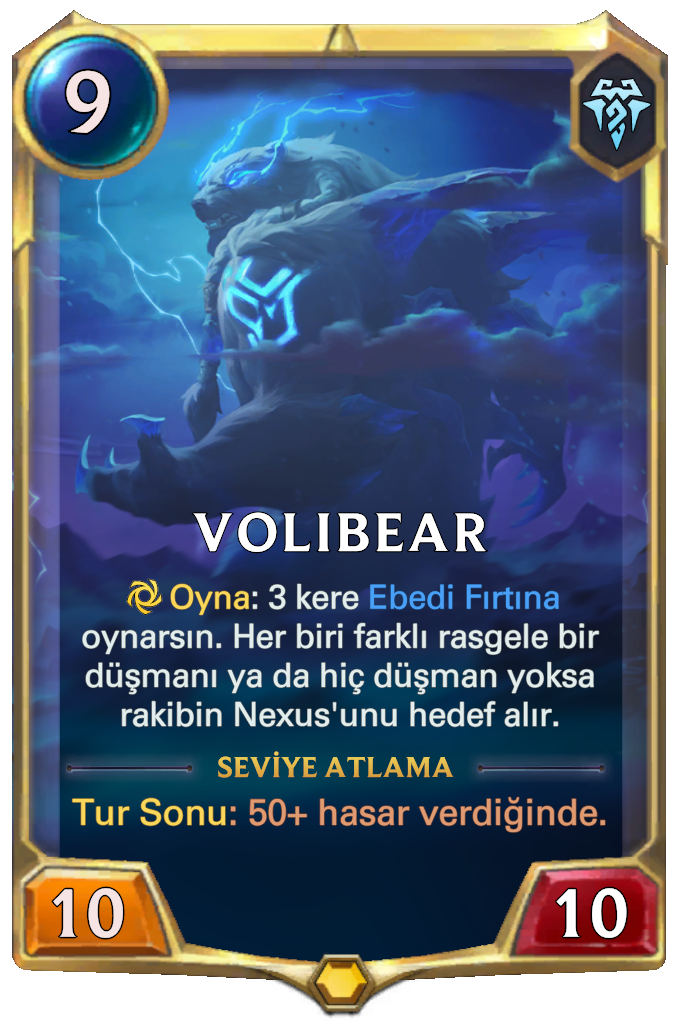 9
VOLIBEAR
Oyna: 3 kere Ebedi Fırtına
oynarsın. Her biri farklı rasgele bir
düşmanı ya da hiç düşman yoksa
rakibin Nexus'unu hedef alır.
SEVİYE ATLAMA
Tur Sonu: 50+ hasar verdiğinde.
10
10